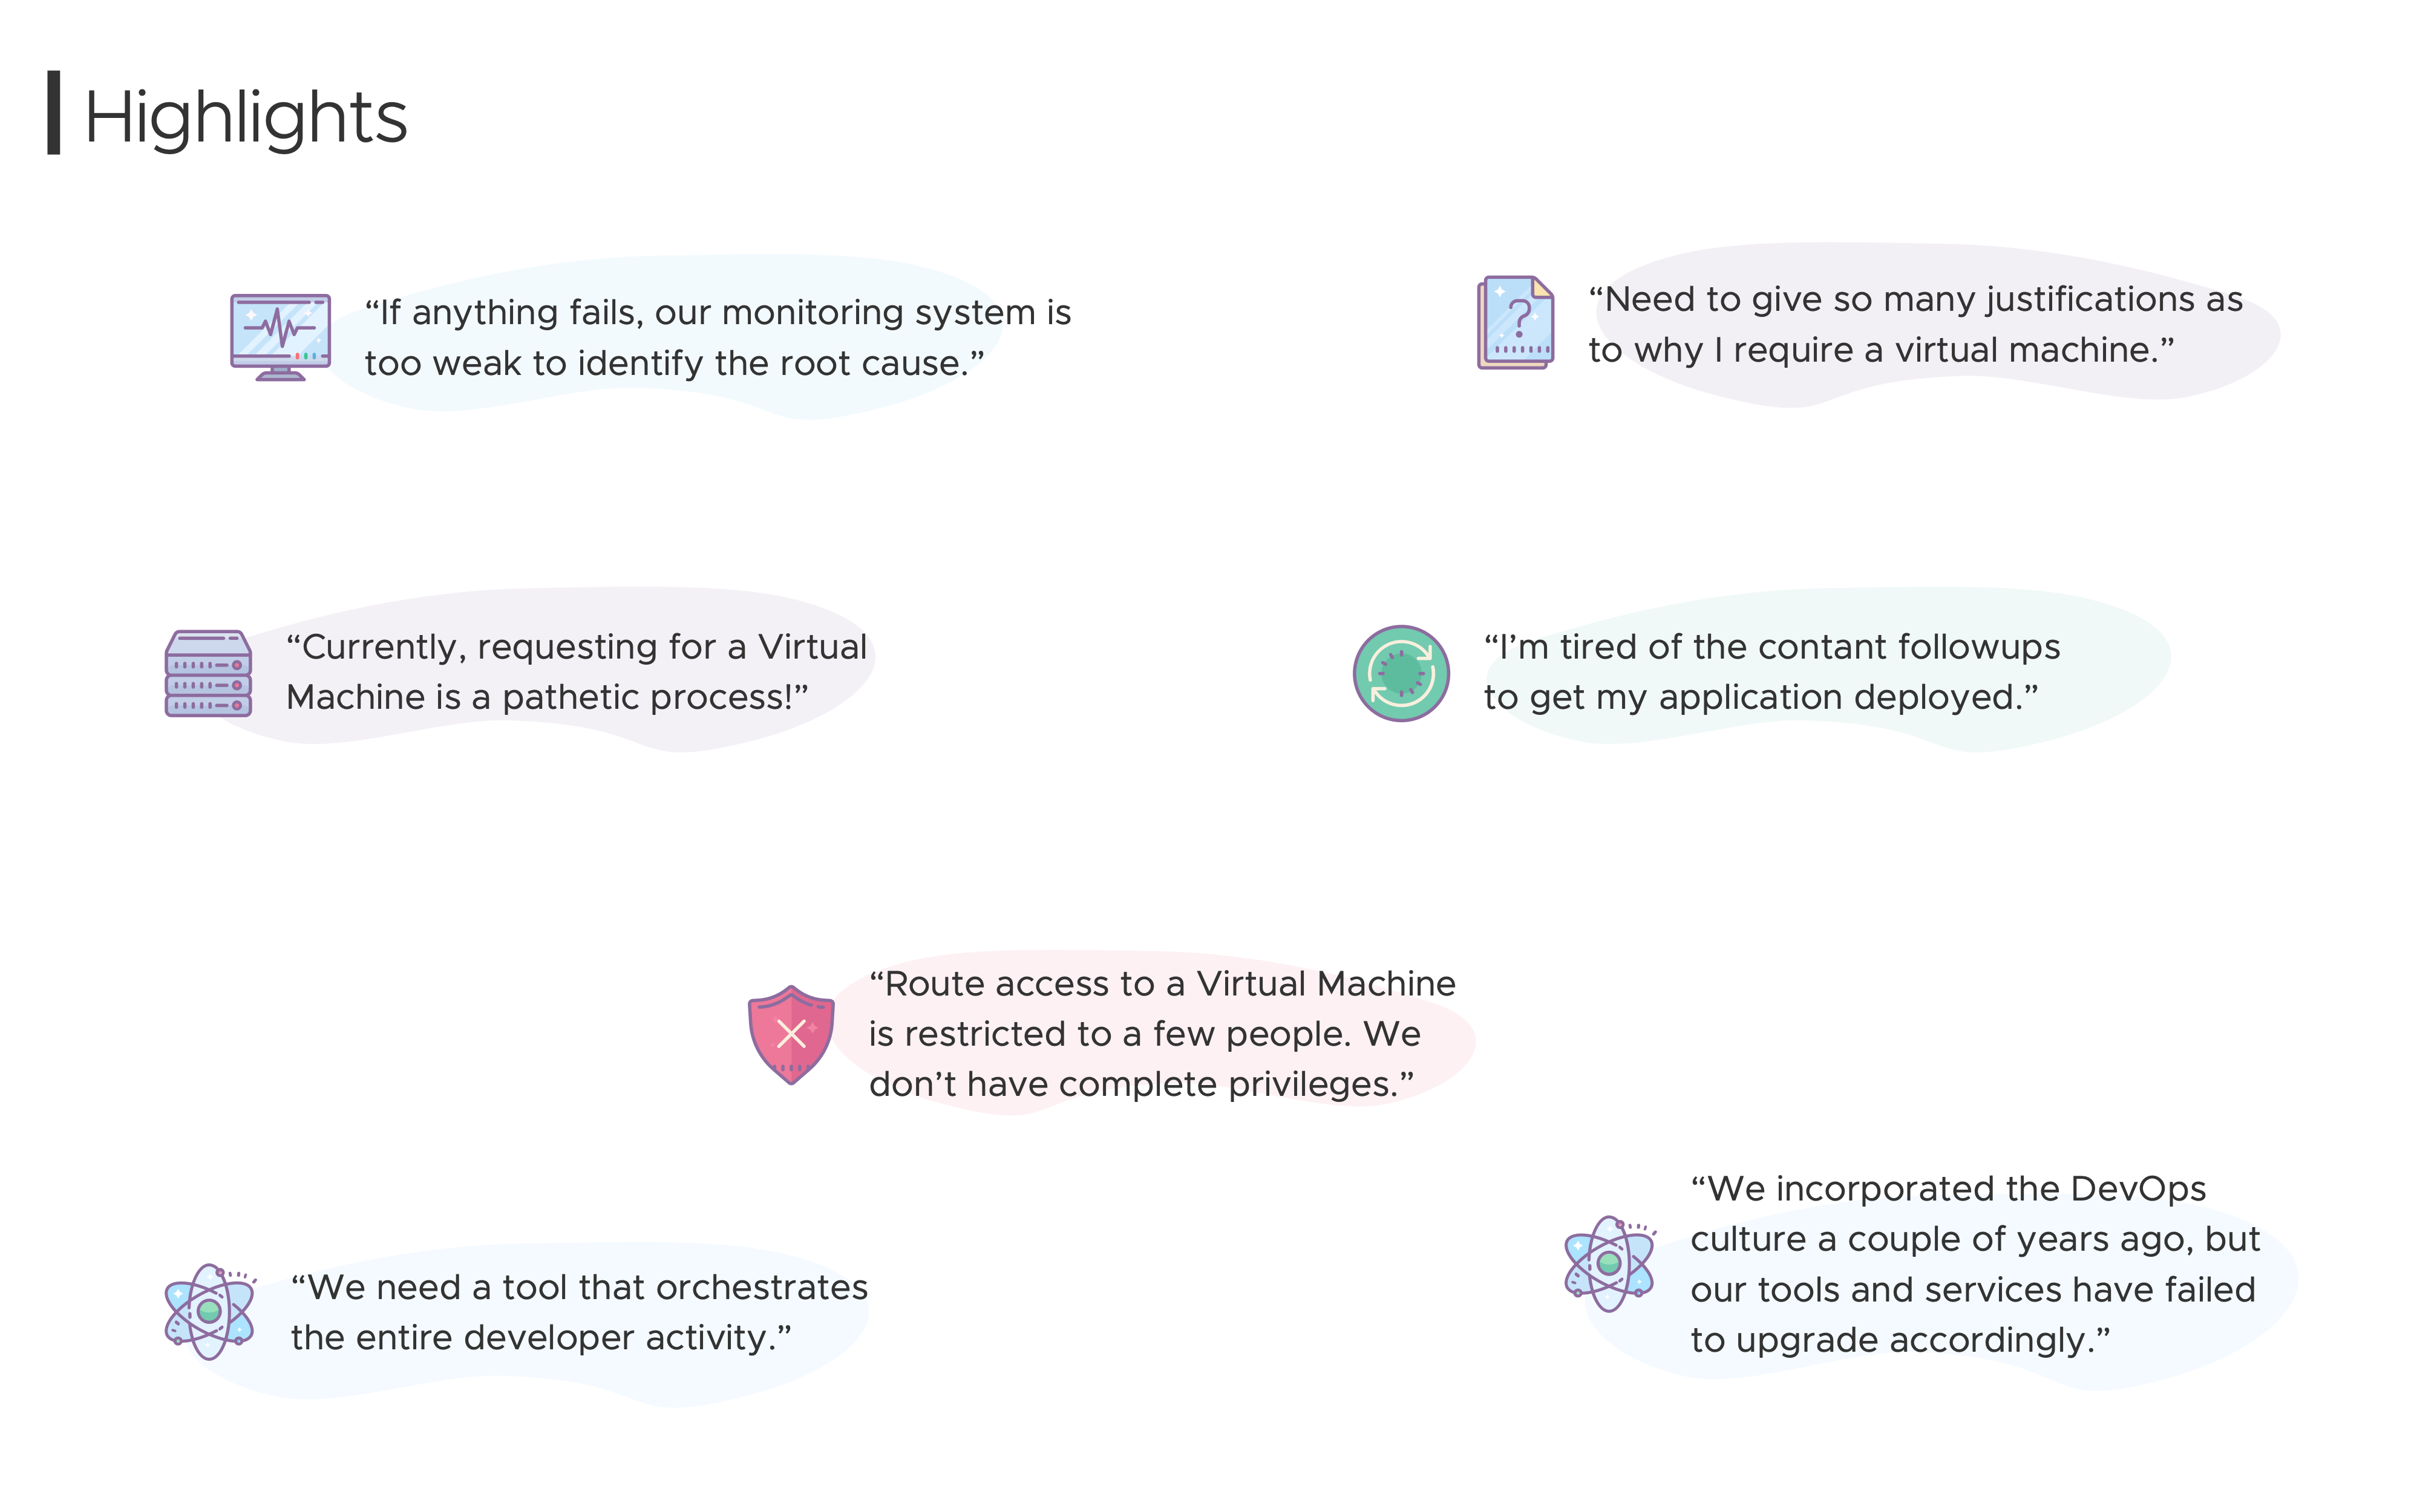 Highlights
“If anything fails, our monitoring system is
too weak to identify the root cause.”
“Need to give so many justifications as
to why I require a virtual machine.”
“Currently, requesting for a Virtual
Machine is a pathetic process!”
“I’m tired of the contant followups
to get my application deployed.”
“Route access to a Virtual Machine
is restricted to a few people. We
don’t have complete privileges.”
“We need a tool that orchestrates
the entire developer activity.”
“We incorporated the DevOps
culture a couple of years ago, but
our tools and services have failed
to upgrade accordingly.”